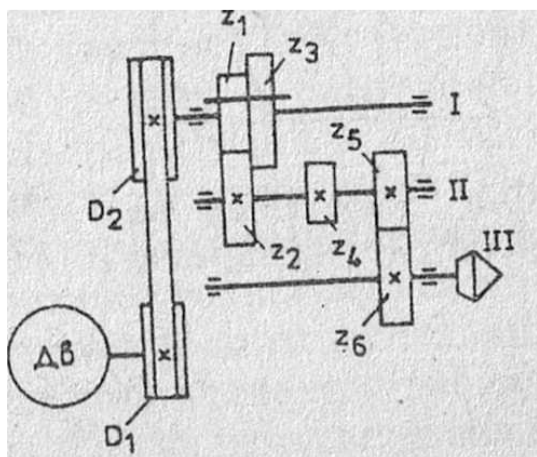 z₁
z₃
I
z₅
D₂
II
z₂
z₄
III
Дв
z₆
D₁